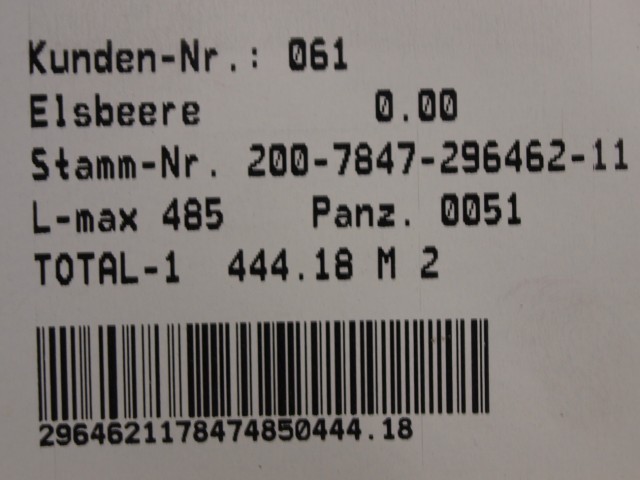 Kunden-Nr.: 061
Elsbeere 0.00
Stamm-Nr. 200-7847-296462-11
L-max 485 Panz. 0051
TOTAL-1 444.18 M 2
2964621178474850444.18